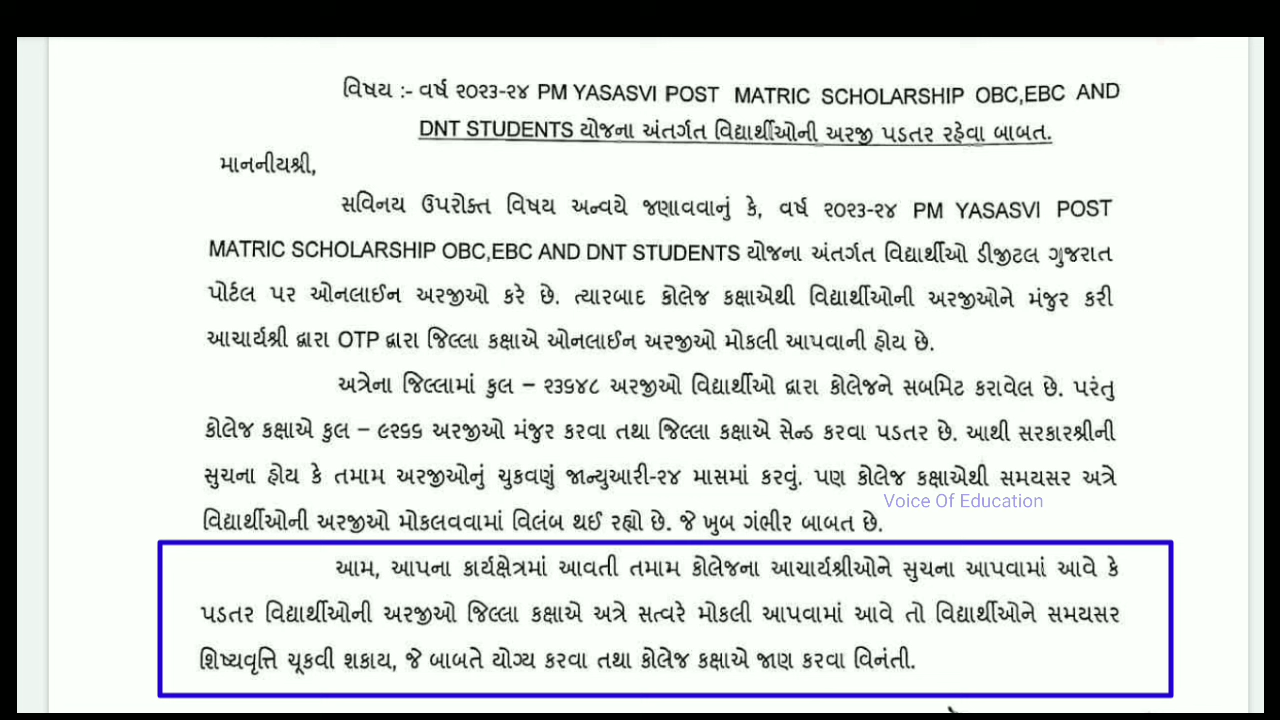 વિષય :- વર્ષ ૨૦૨૩-૨૪ PM YASASVI POST MATRIC SCHOLARSHIP OBC,EBC AND
DNT STUDENTS યોજના અંતર્ગત વિદ્યાર્થીઓની અરજી પડતર રહેવા બાબત.
માનનીયશ્રી,
સવિનય ઉપરોક્ત વિષય અન્વયે જણાવવાનું કે, વર્ષ ૨૦૨૩-૨૪ PM YASASVI POST
MATRIC SCHOLARSHIP OBC,EBC AND DNT STUDENTS યોજના અંતર્ગત વિદ્યાર્થીઓ ડીજીટલ ગુજરાત
પોર્ટલ પર ઓનલાઈન અરજીઓ કરે છે. ત્યારબાદ કોલેજ કક્ષાએથી વિદ્યાર્થીઓની અરજીઓને મંજુર કરી
આચાર્યશ્રી દ્વારા OTP દ્વારા જિલ્લા કક્ષાએ ઓનલાઈન અરજીઓ મોકલી આપવાની હોય છે.
અત્રેના જિલ્લામાં કુલ – ૨૩૬૪૮ અરજીઓ વિદ્યાર્થીઓ દ્વારા કોલેજને સબમિટ કરાવેલ છે. પરંતુ
કોલેજ કક્ષાએ કુલ – ૯૨૬૬ અરજીઓ મંજુર કરવા તથા જિલ્લા કક્ષાએ સેન્ડ કરવા પડતર છે. આથી સરકારશ્રીની
સુચના હોય કે તમામ અરજીઓનું ચુકવણું જાન્યુઆરી-૨૪ માસમાં કરવું. પણ કોલેજ કક્ષાએથી સમયસર અત્રે
Voice Of Education
વિદ્યાર્થીઓની અરજીઓ મોકલવવામાં વિલંબ થઈ રહ્યો છે. જે ખુબ ગંભીર બાબત છે.
આમ, આપના કાર્યક્ષેત્રમાં આવતી તમામ કોલેજના આચાર્યશ્રીઓને સુચના આપવામાં આવે કે
પડતર વિદ્યાર્થીઓની અરજીઓ જિલ્લા કક્ષાએ અત્રે સત્વરે મોકલી આપવામાં આવે તો વિદ્યાર્થીઓને સમયસર
શિષ્યવૃત્તિ ચૂકવી શકાય, જે બાબતે યોગ્ય કરવા તથા કોલેજ કક્ષાએ જાણ કરવા વિનંતી.